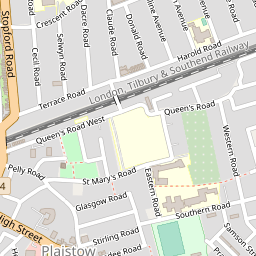 Stopford Road
Crescent Road
Cecil Road
Selwyn Road
Dacre Road
Claude Road
Donald Road
Harold Road
Terrace Road
London, Tilbury & Southend Railway
Queen's Road
Queen's Road West
Western Road
Pelly Road
St Mary's Road
Eastern Road
Glasgow Road
Southern Road
High Street
Stirling Road
Plaistow
Samson Street